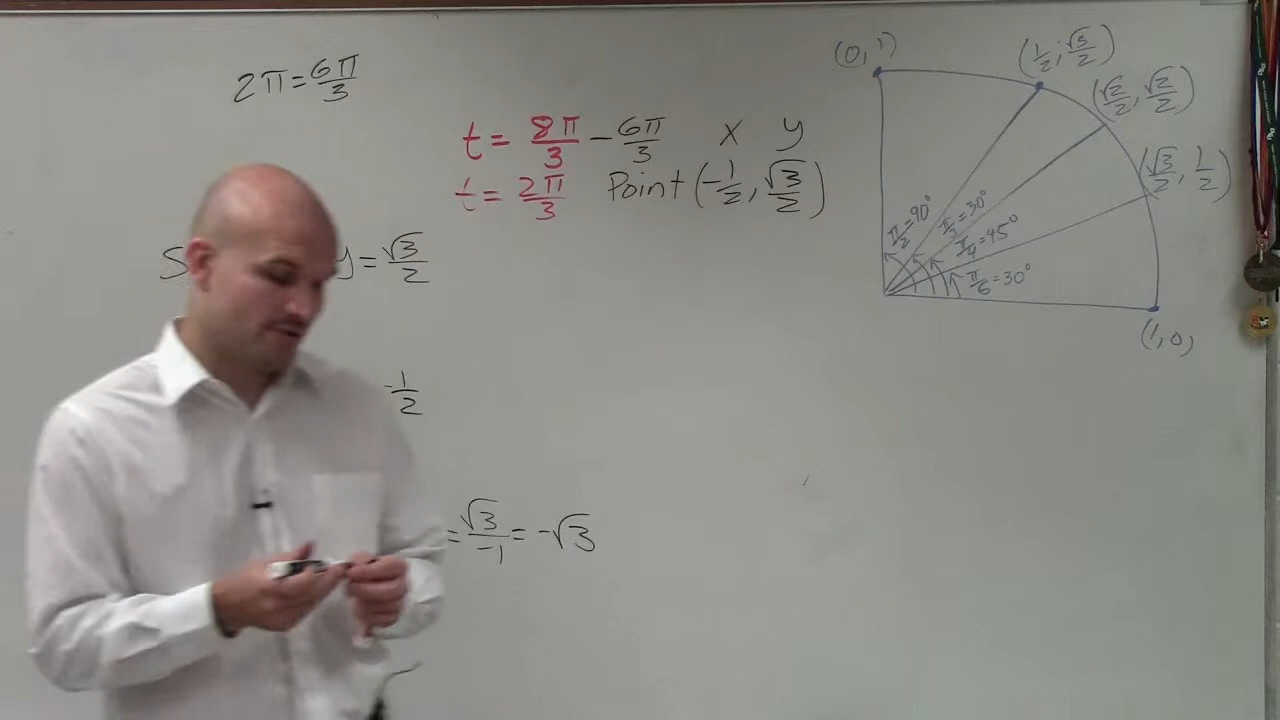 2π = 6π/3
t = 8π/3 − 6π/3
x y
t = 2π/3
Point (-1/2, √3/2)
S
y = √3/2
-1/2
= √3/-1 = -√3
(0, 1)
(1/2, √3/2)
(√2/2, √2/2)
(√3/2, 1/2)
π/2 = 90°
π/3 = 30°
π/4 = 45°
π/6 = 30°
(1, 0,